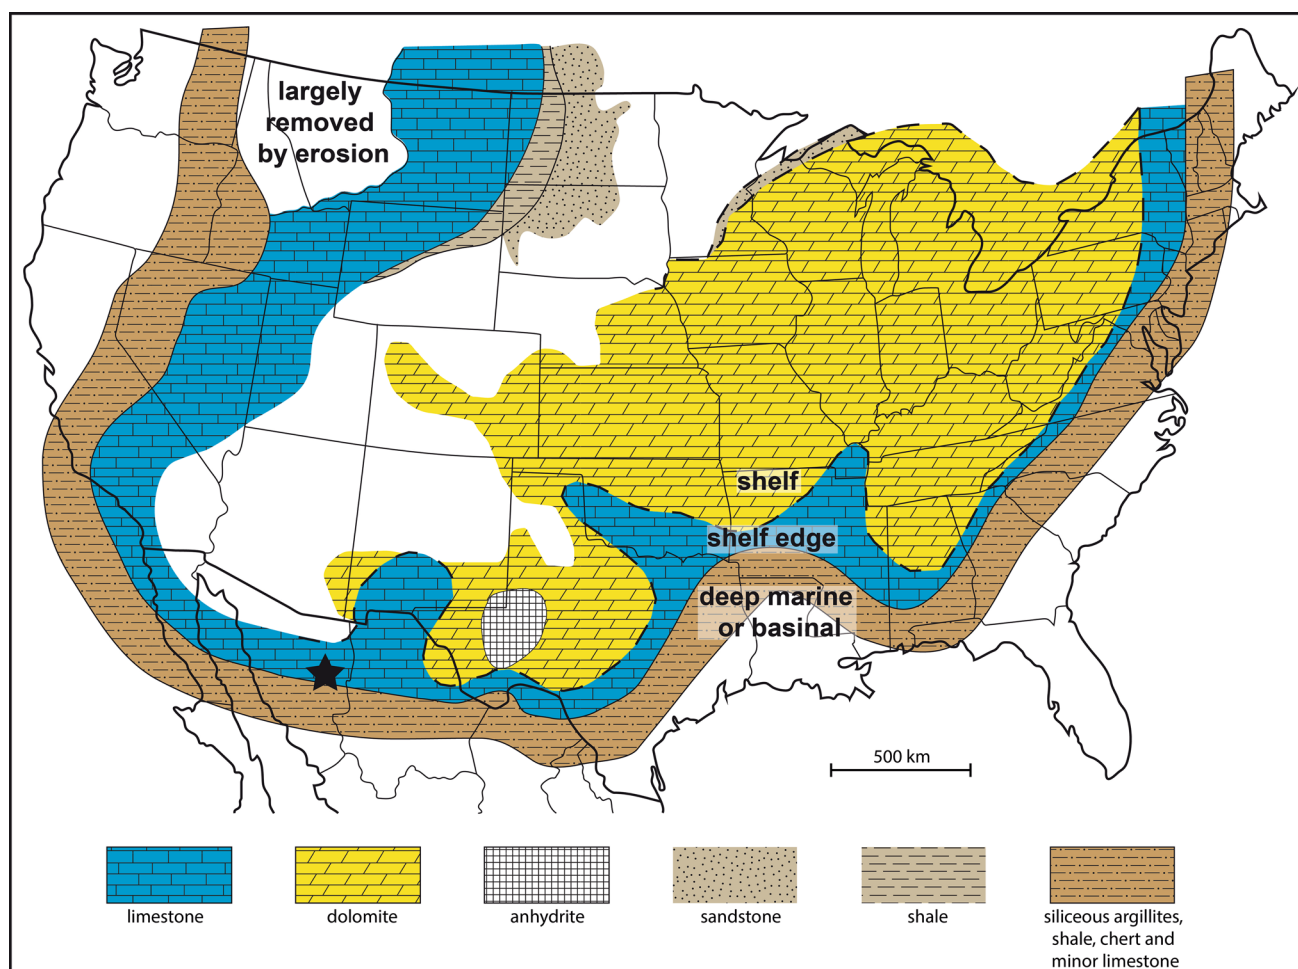 largely
removed
by erosion
shelf
shelf edge
deep marine
or basinal
500 km
limestone
dolomite
anhydrite
sandstone
shale
siliceous argillites,
shale, chert and
minor limestone